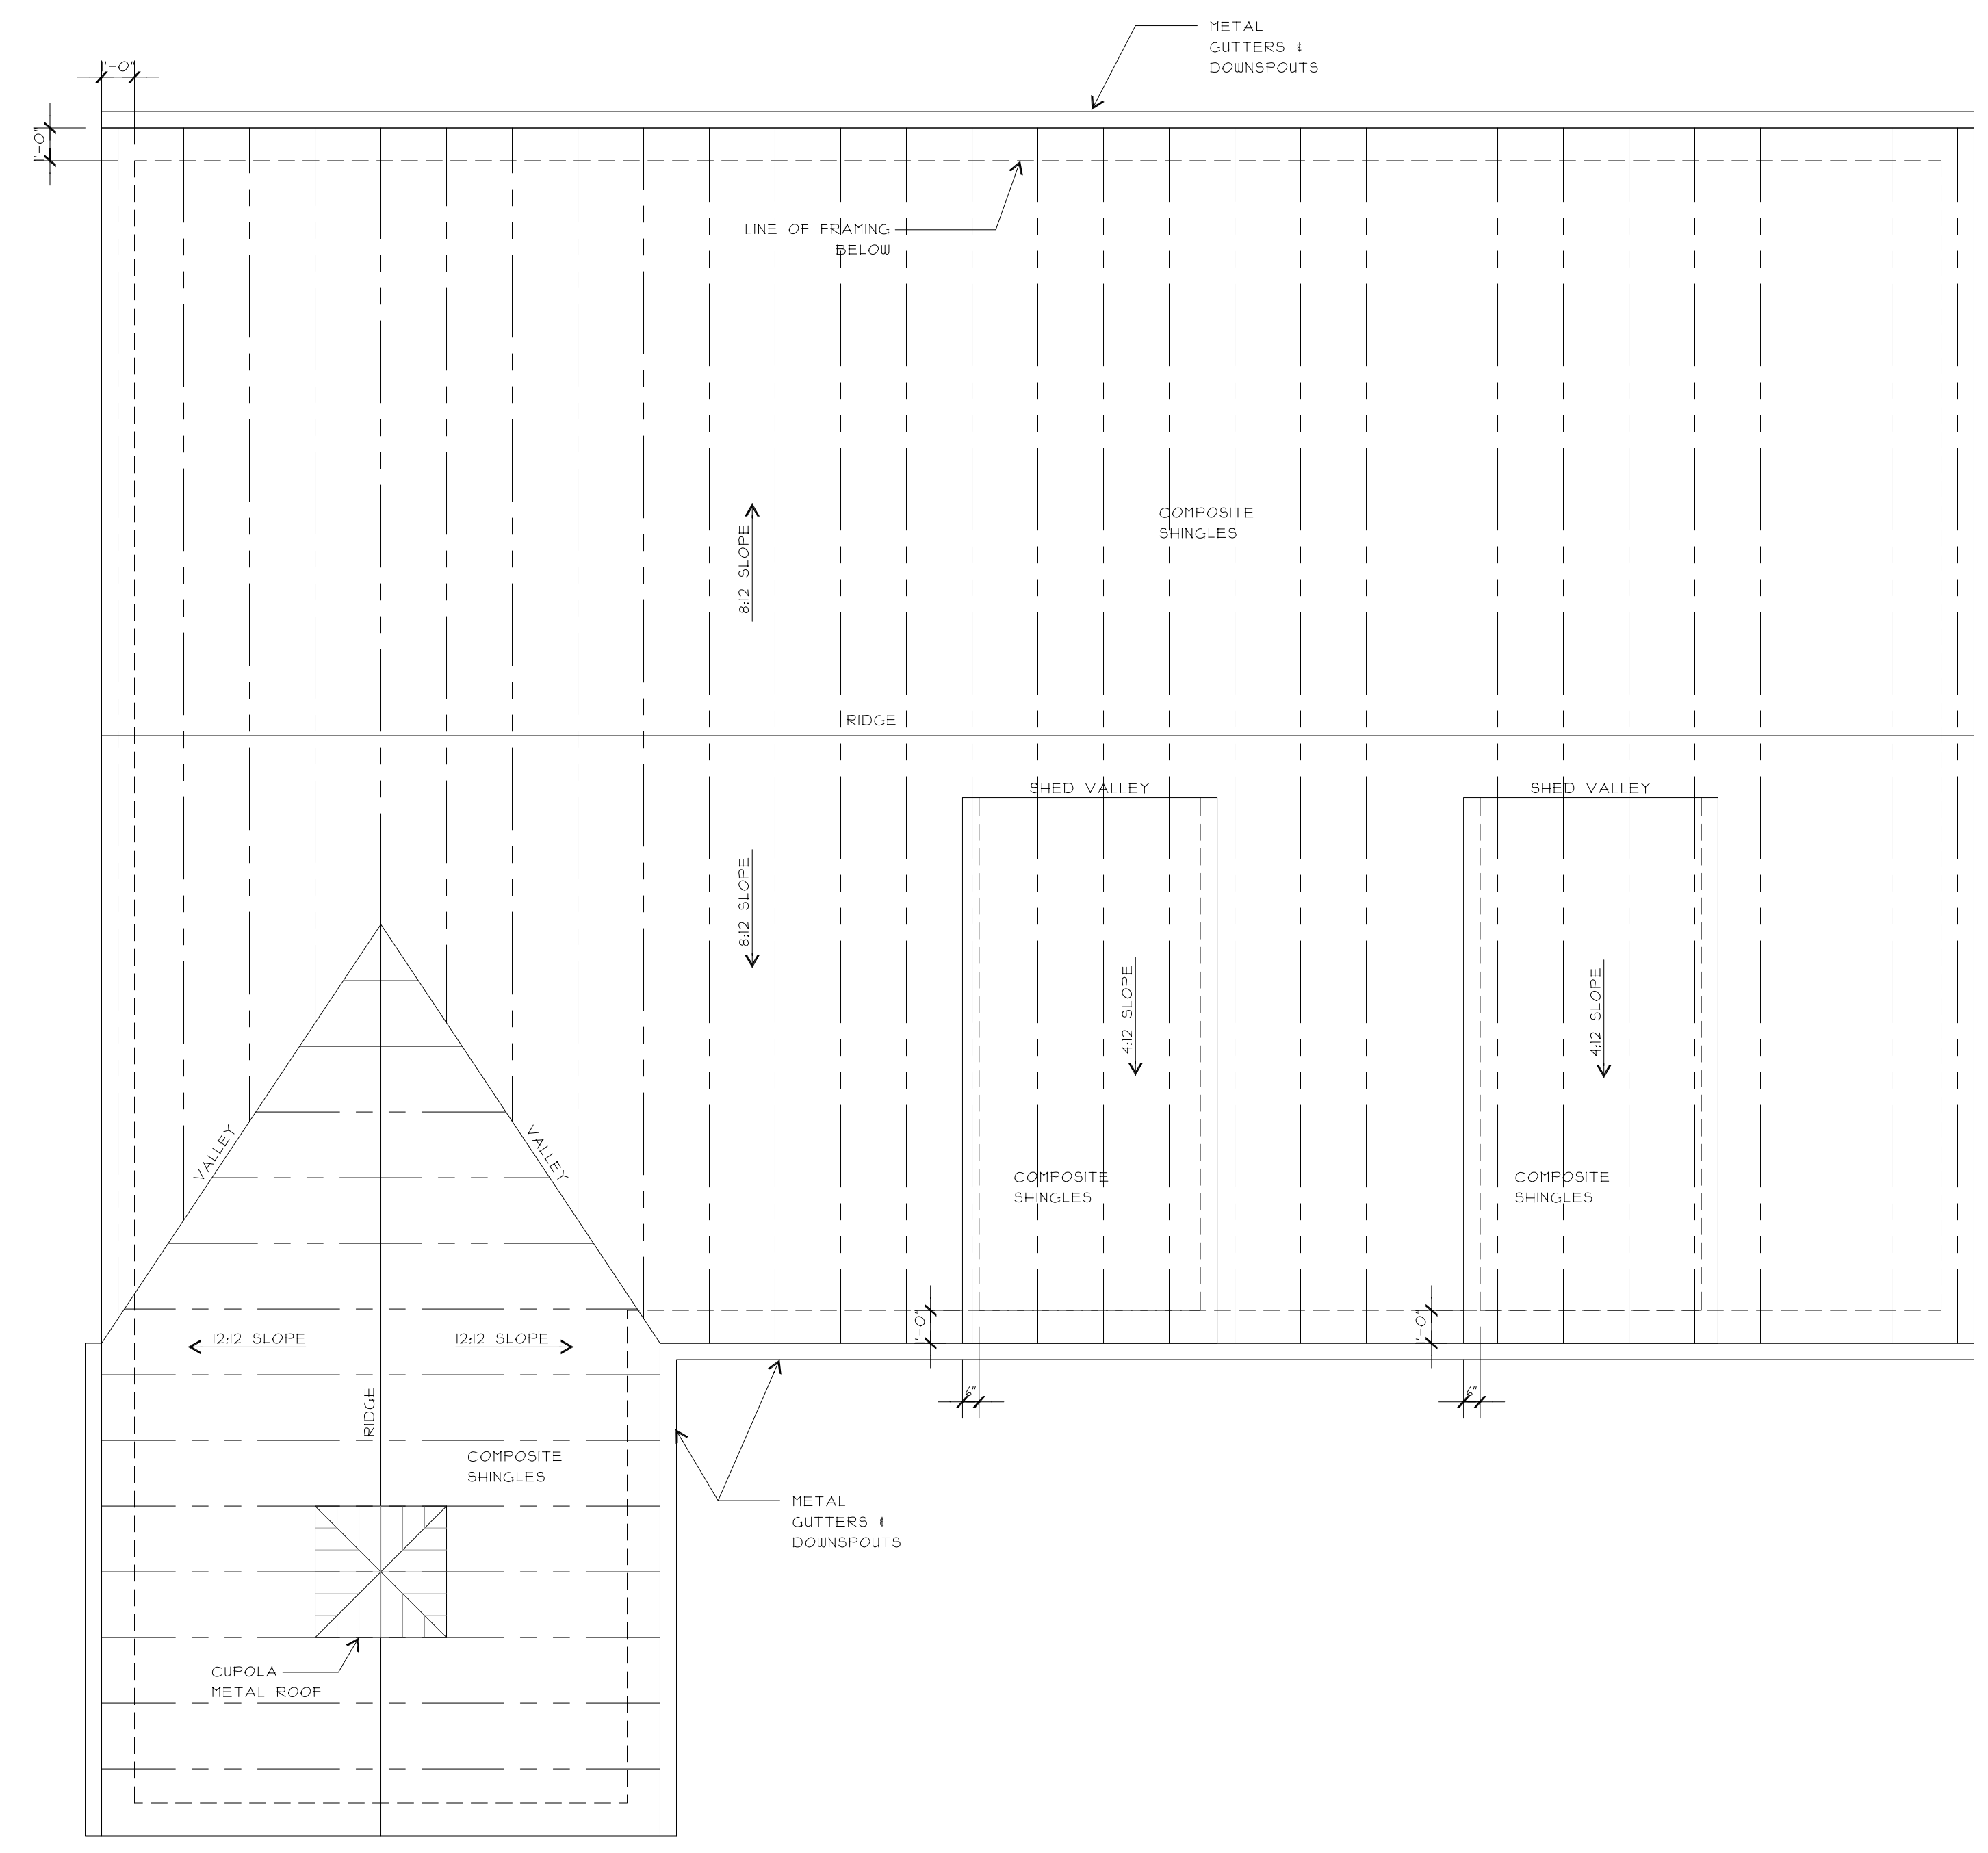 METAL
GUTTERS &
DOWNSPOUTS
1'-0"
1'-0"
LINE OF FRAMING
BELOW
COMPOSITE
SHINGLES
8:12 SLOPE
RIDGE
SHED VALLEY
SHED VALLEY
8:12 SLOPE
4:12 SLOPE
4:12 SLOPE
VALLEY
VALLEY
COMPOSITE
SHINGLES
COMPOSITE
SHINGLES
12:12 SLOPE
12:12 SLOPE
1'-0"
1'-0"
RIDGE
6"
6"
COMPOSITE
SHINGLES
METAL
GUTTERS &
DOWNSPOUTS
CUPOLA
METAL ROOF